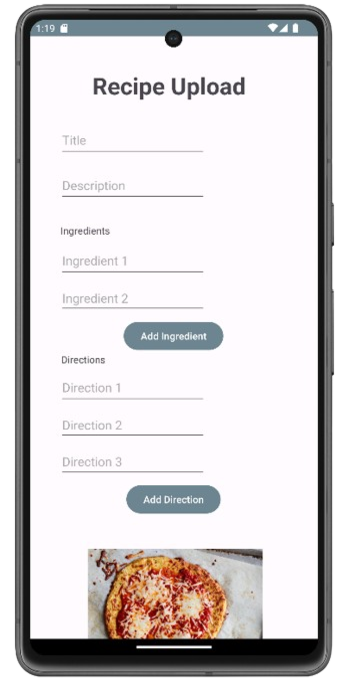 1:19
Recipe Upload
Title
Description
Ingredients
Ingredient 1
Ingredient 2
Add Ingredient
Directions
Direction 1
Direction 2
Direction 3
Add Direction